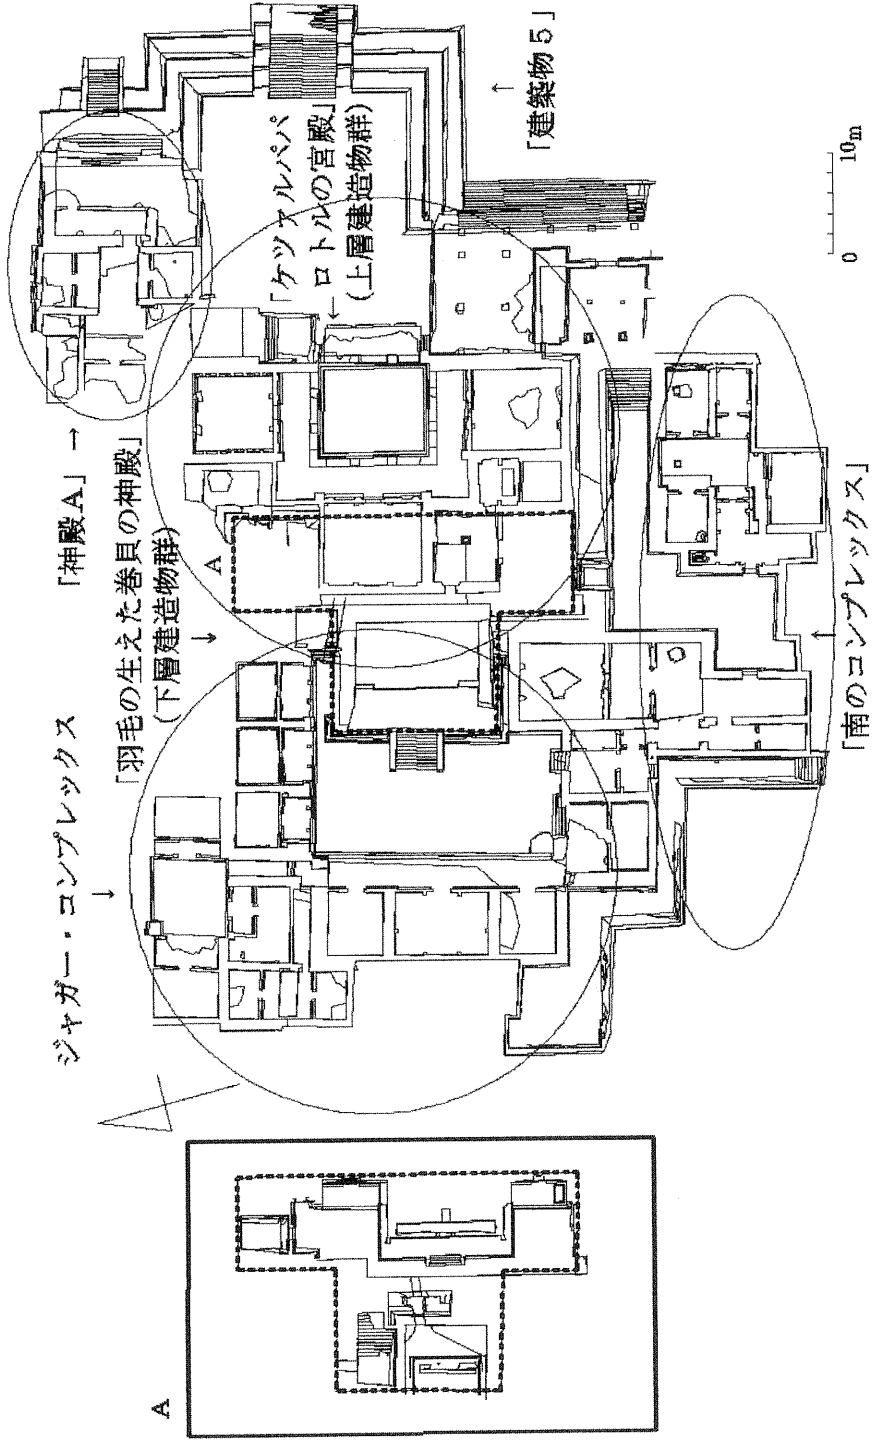 ジャガー・コンプレックス
↓
「羽毛の生えた巻貝の神殿」
(下層建造物群)
↓
「神殿A」 →
「ケツァルパパ
ロトルの宮殿」
(上層建造物群)
↓
↑
「建築物5」
A
↑
「南のコンプレックス」
0 10m
A